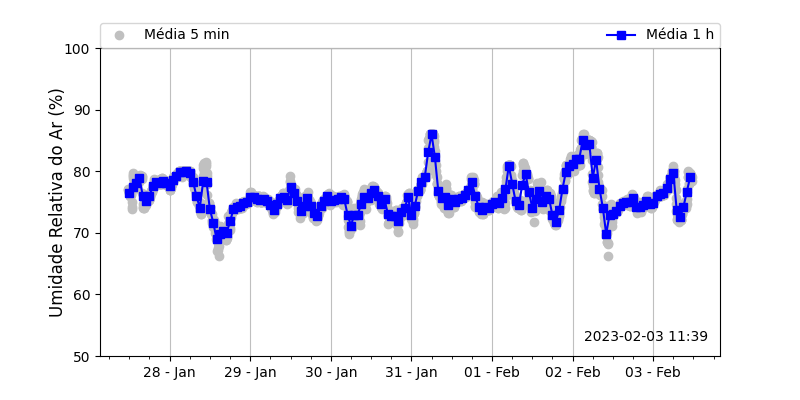 Média 5 min
Média 1 h
Umidade Relativa do Ar (%)
100
90
80
70
60
50
2023-02-03 11:39
28 - Jan
29 - Jan
30 - Jan
31 - Jan
01 - Feb
02 - Feb
03 - Feb